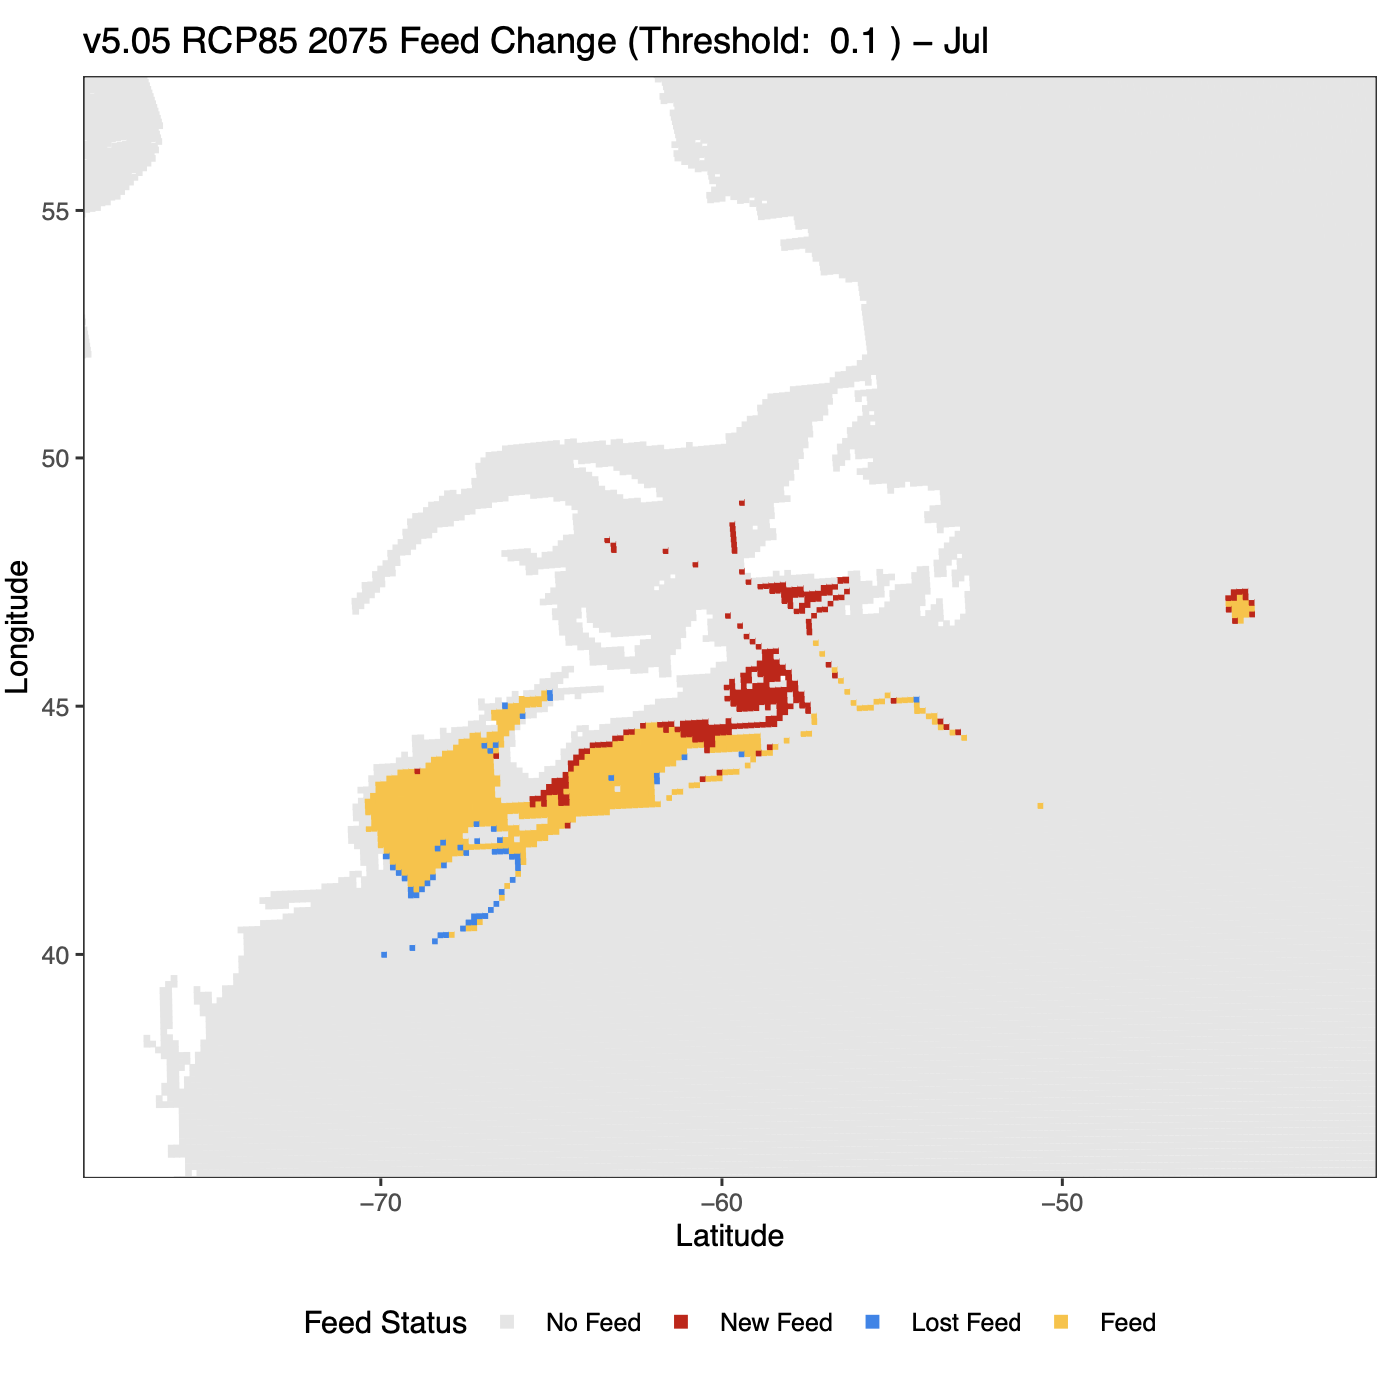 v5.05 RCP85 2075 Feed Change (Threshold:  0.1 ) − Jul
55
50
45
40
Longitude
−70
−60
−50
Latitude
Feed Status
No Feed
New Feed
Lost Feed
Feed